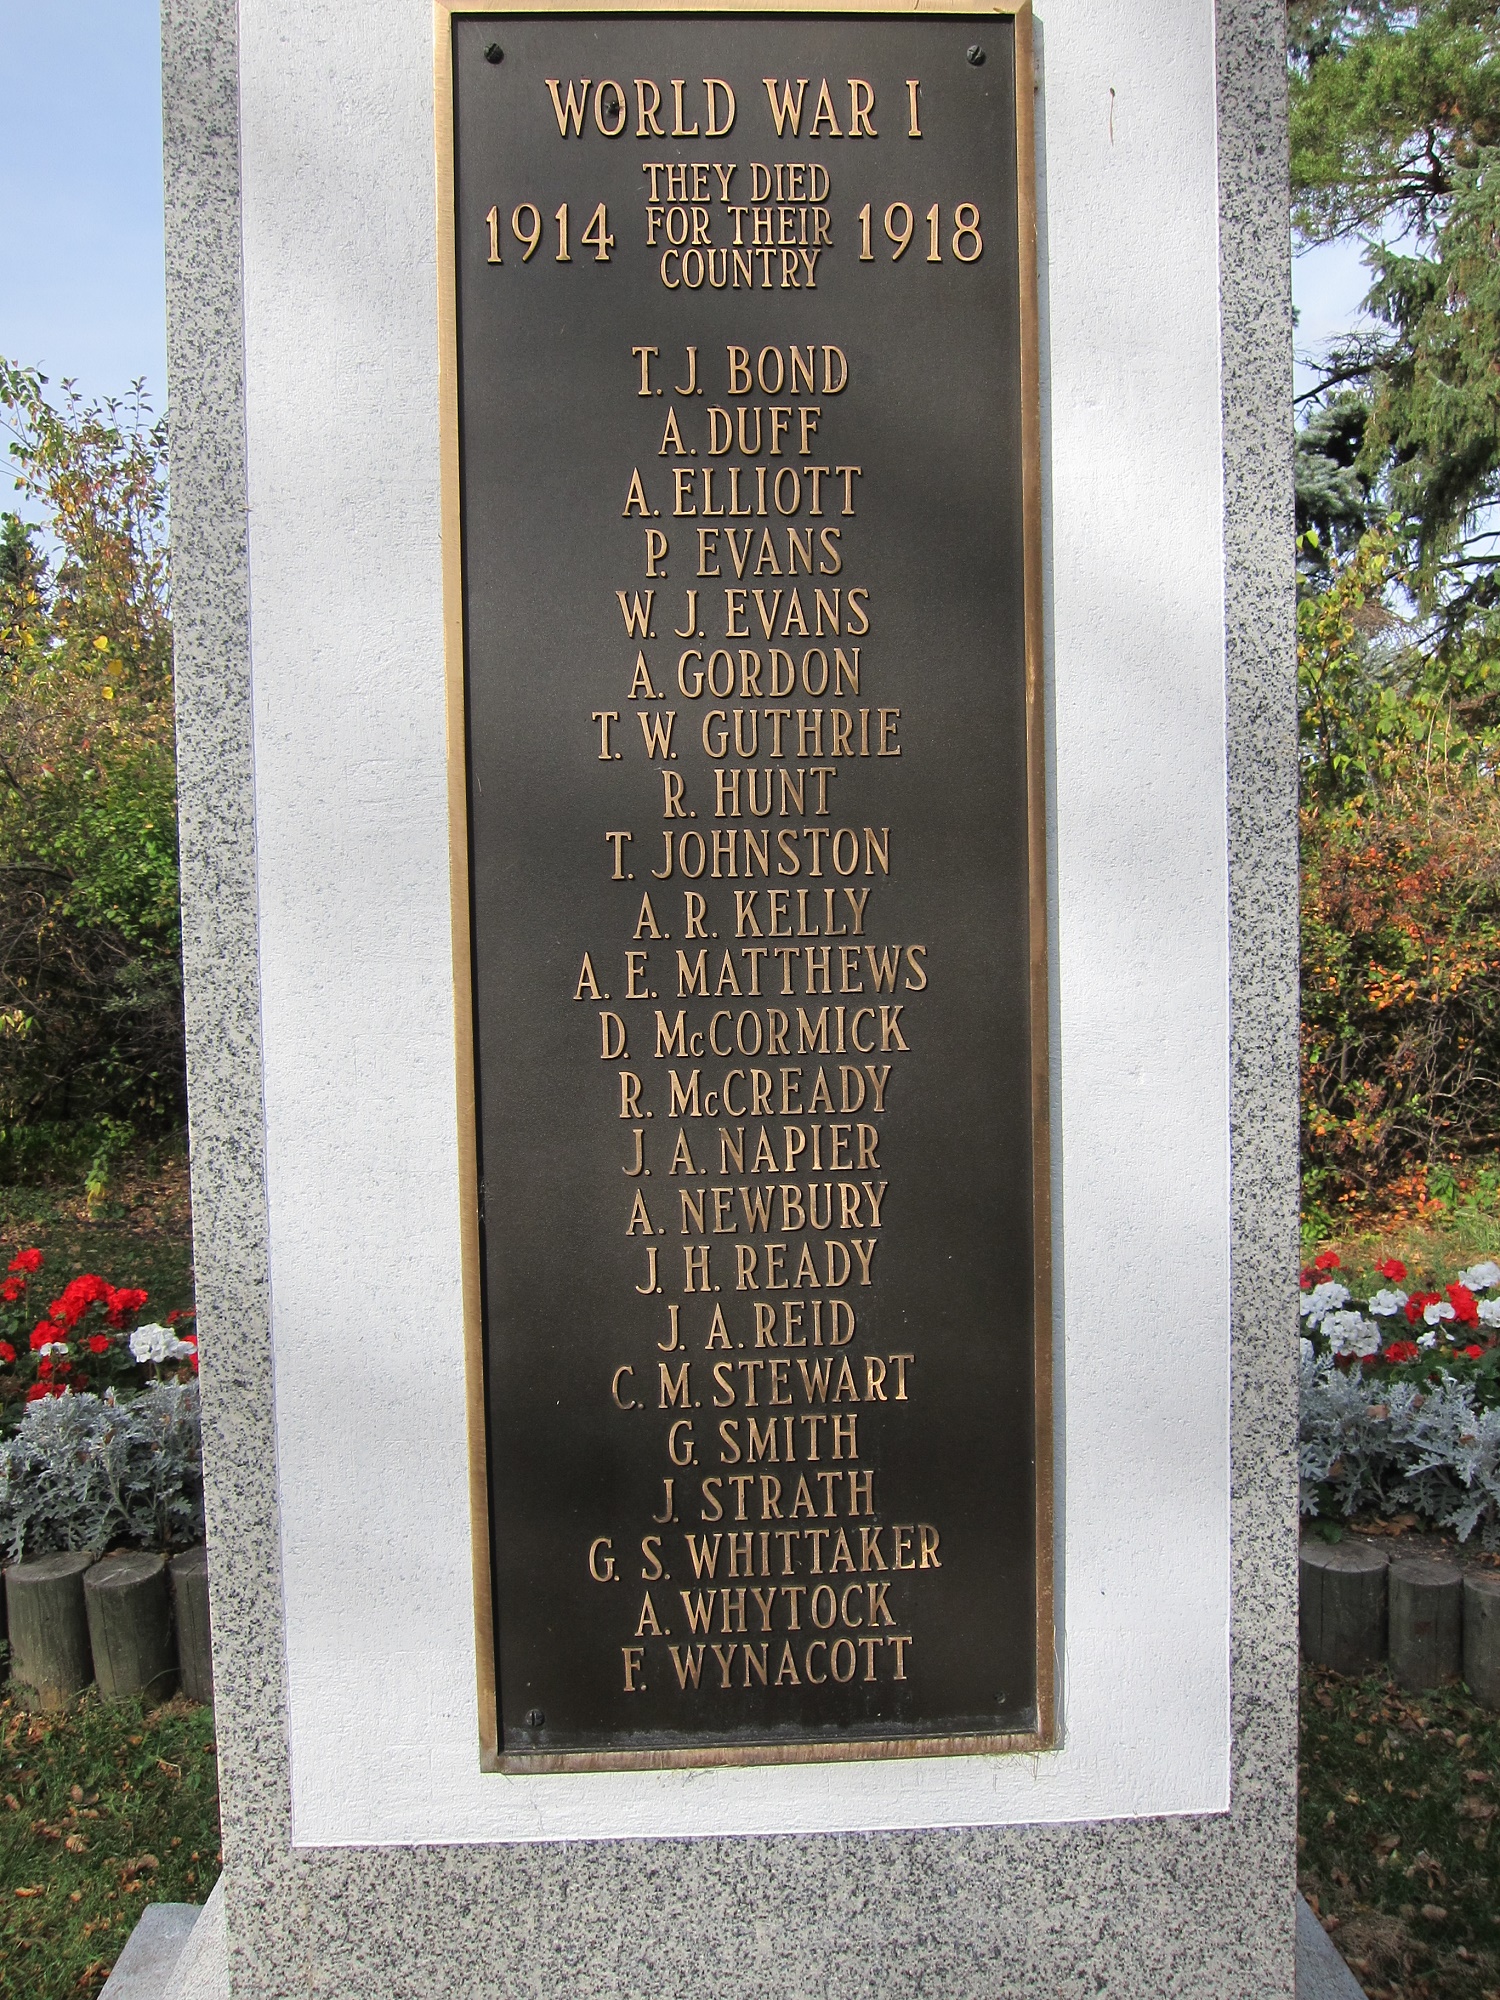 WORLD WAR I
THEY DIED
FOR THEIR
COUNTRY
1914
1918
T. J. BOND
A. DUFF
A. ELLIOTT
P. EVANS
W. J. EVANS
A. GORDON
T. W. GUTHRIE
R. HUNT
T. JOHNSTON
A. R. KELLY
A. E. MATTHEWS
D. McCORMICK
R. McCREADY
J. A. NAPIER
A. NEWBURY
J. H. READY
J. A. REID
C. M. STEWART
G. SMITH
J. STRATH
G. S. WHITTAKER
A. WHYTOCK
F. WYNACOTT